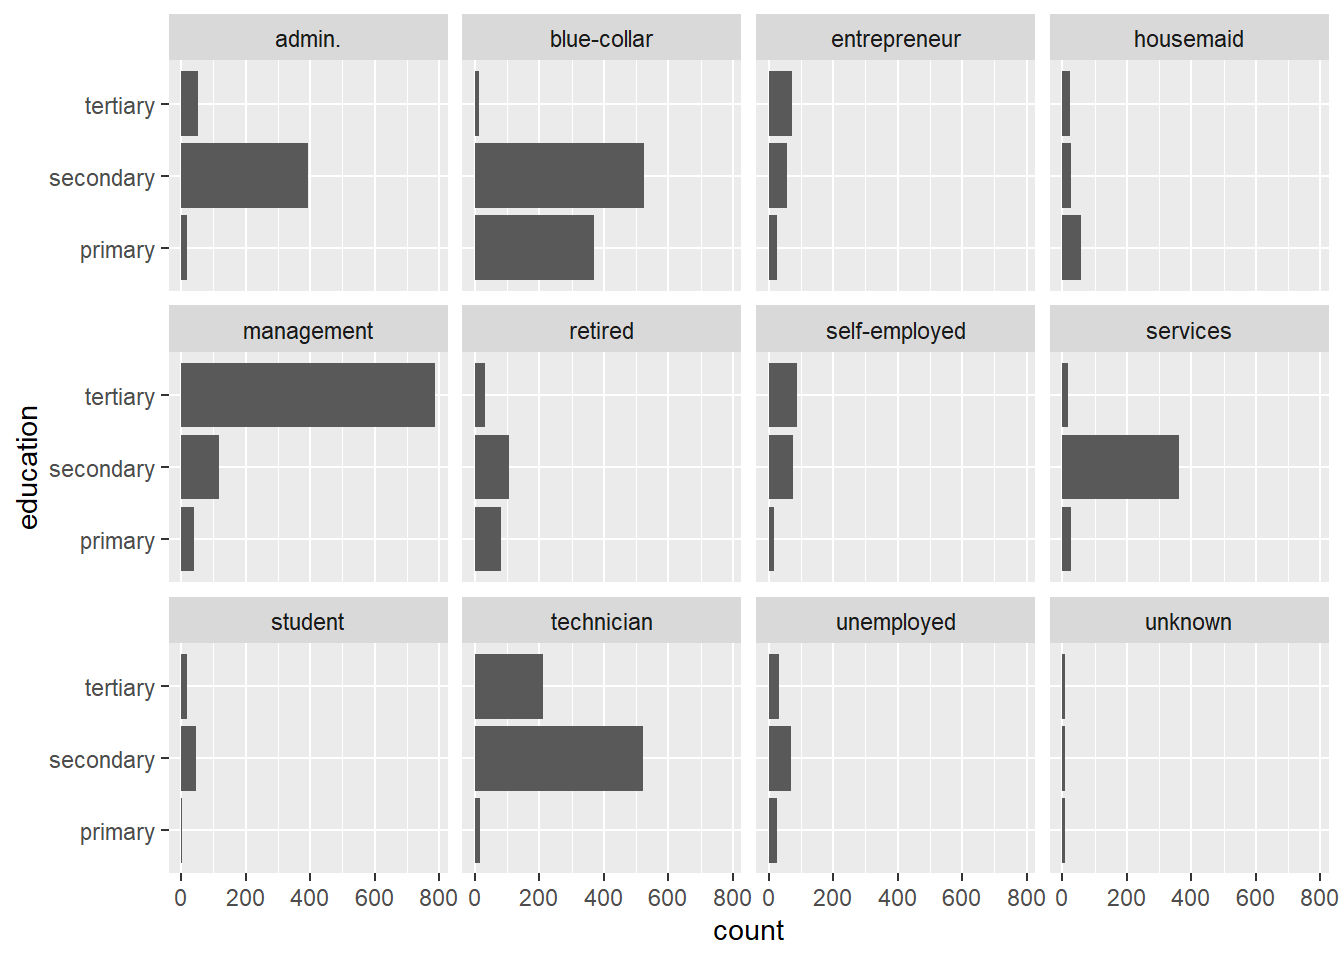 admin. blue-collar entrepreneur housemaid
tertiary
secondary
primary
management retired self-employed services
tertiary
secondary
primary
student technician unemployed unknown
tertiary
secondary
primary
0 200 400 600 800 0 200 400 600 800 0 200 400 600 800 0 200 400 600 800
count
education